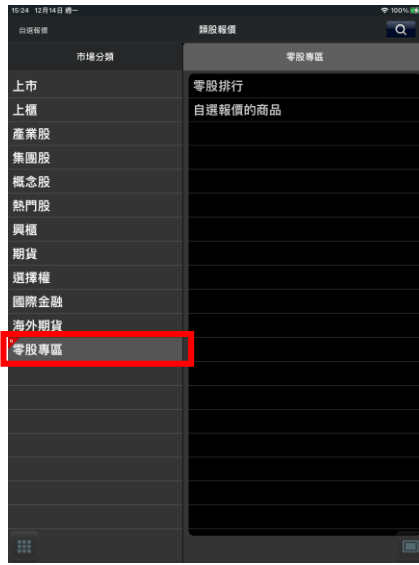 15:24 12月14日 週一
100%
自選報價
類股報價
市場分類
零股專區
上市
上櫃
產業股
集團股
概念股
熱門股
興櫃
期貨
選擇權
國際金融
海外期貨
零股專區
零股排行
自選報價的商品